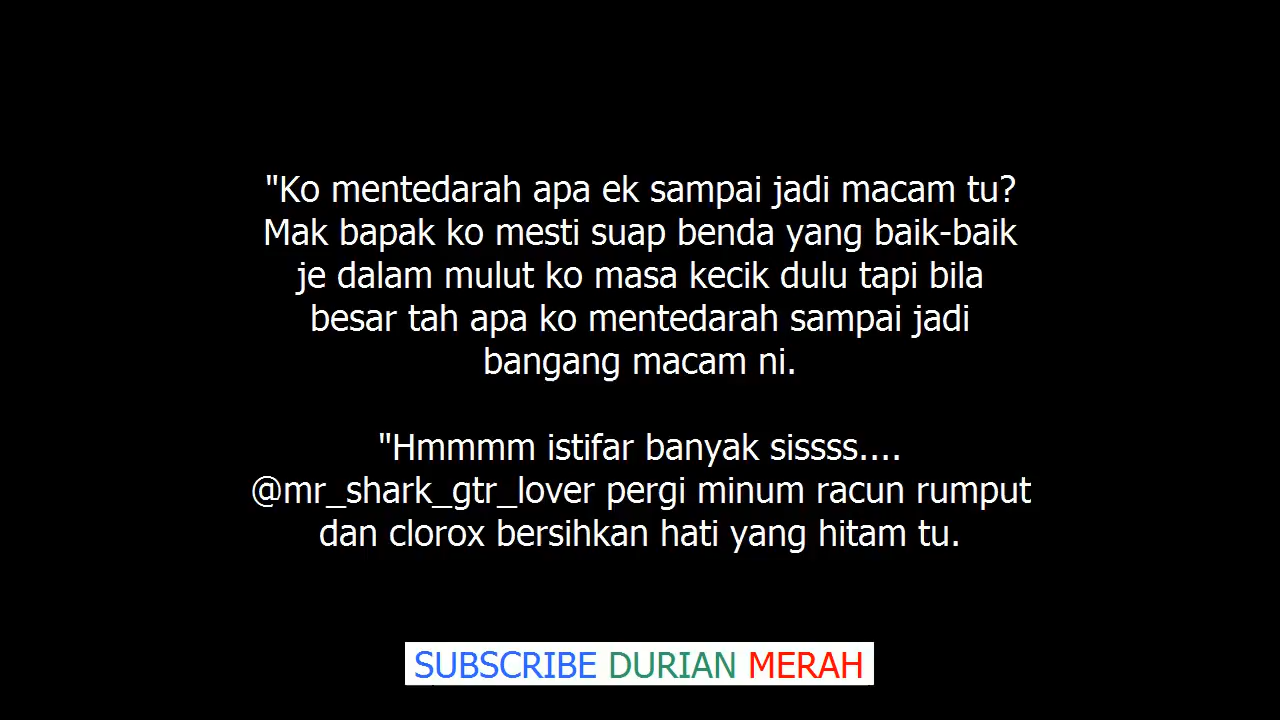 "Ko mentedarah apa ek sampai jadi macam tu?
Mak bapak ko mesti suap benda yang baik-baik
je dalam mulut ko masa kecik dulu tapi bila
besar tah apa ko mentedarah sampai jadi
bangang macam ni.
"Hmmmm istifar banyak sissss....
@mr_shark_gtr_lover pergi minum racun rumput
dan clorox bersihkan hati yang hitam tu.
SUBSCRIBE DURIAN MERAH